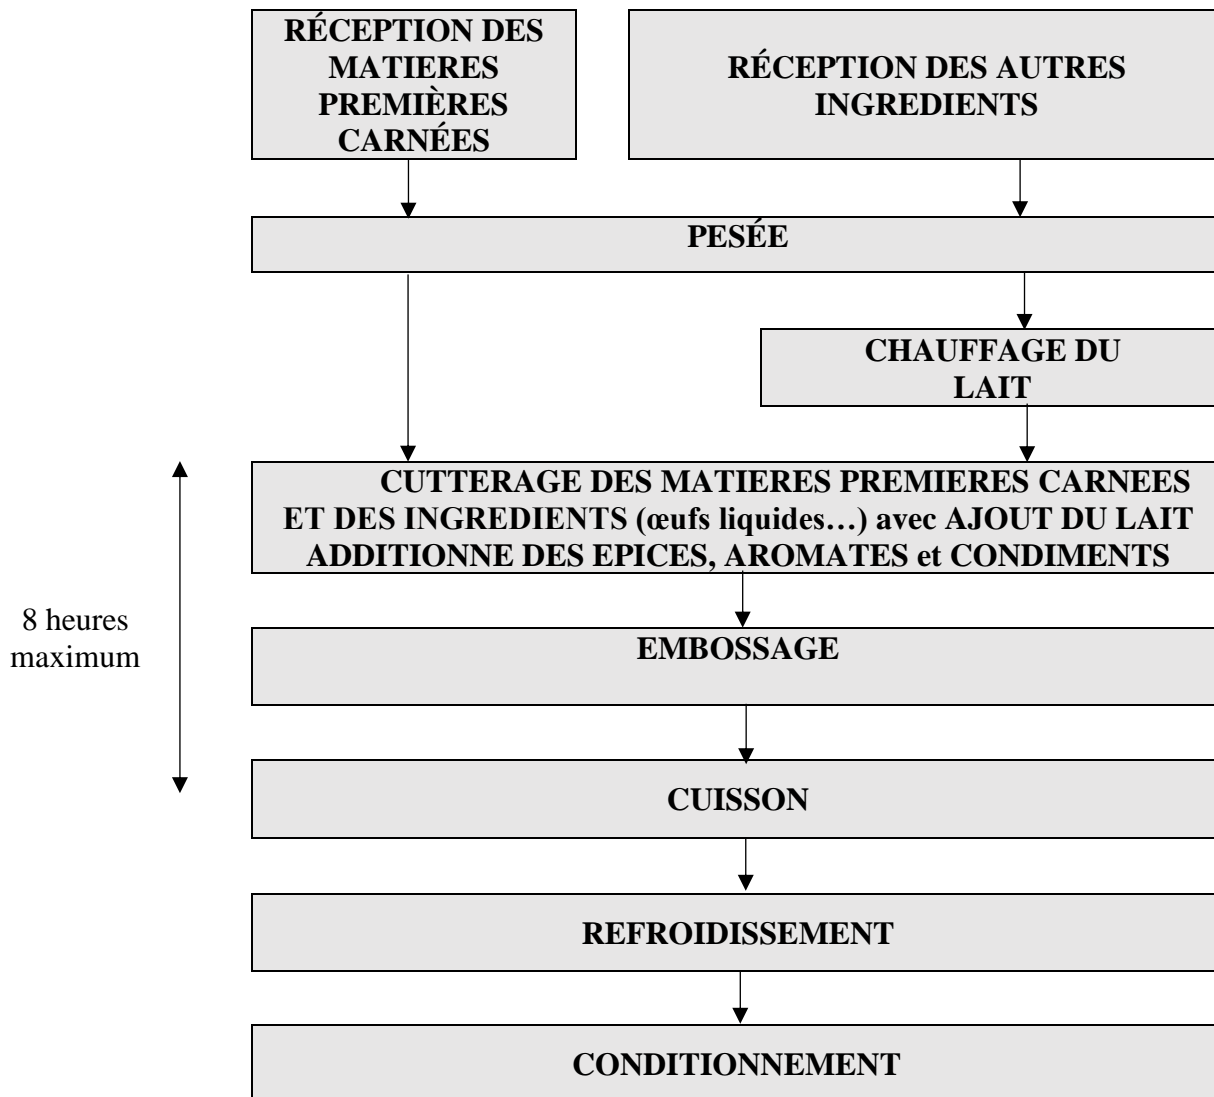 RÉCEPTION DES
MATIERES
PREMIÈRES
CARNÉES
RÉCEPTION DES AUTRES
INGREDIENTS
PESÉE
CHAUFFAGE DU
LAIT
CUTTERAGE DES MATIERES PREMIERES CARNEES
ET DES INGREDIENTS (œufs liquides…) avec AJOUT DU LAIT
ADDITIONNE DES EPICES, AROMATES et CONDIMENTS
8 heures
maximum
EMBOSSAGE
CUISSON
REFROIDISSEMENT
CONDITIONNEMENT